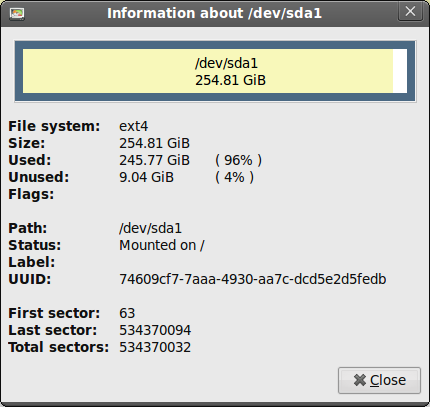 Information about /dev/sda1
/dev/sda1
254.81 GiB
File system: ext4
Size: 254.81 GiB
Used: 245.77 GiB ( 96% )
Unused: 9.04 GiB ( 4% )
Flags:
Path: /dev/sda1
Status: Mounted on /
Label:
UUID: 74609cf7-7aaa-4930-aa7c-dcd5e2d5fedb
First sector: 63
Last sector: 534370094
Total sectors: 534370032
Close